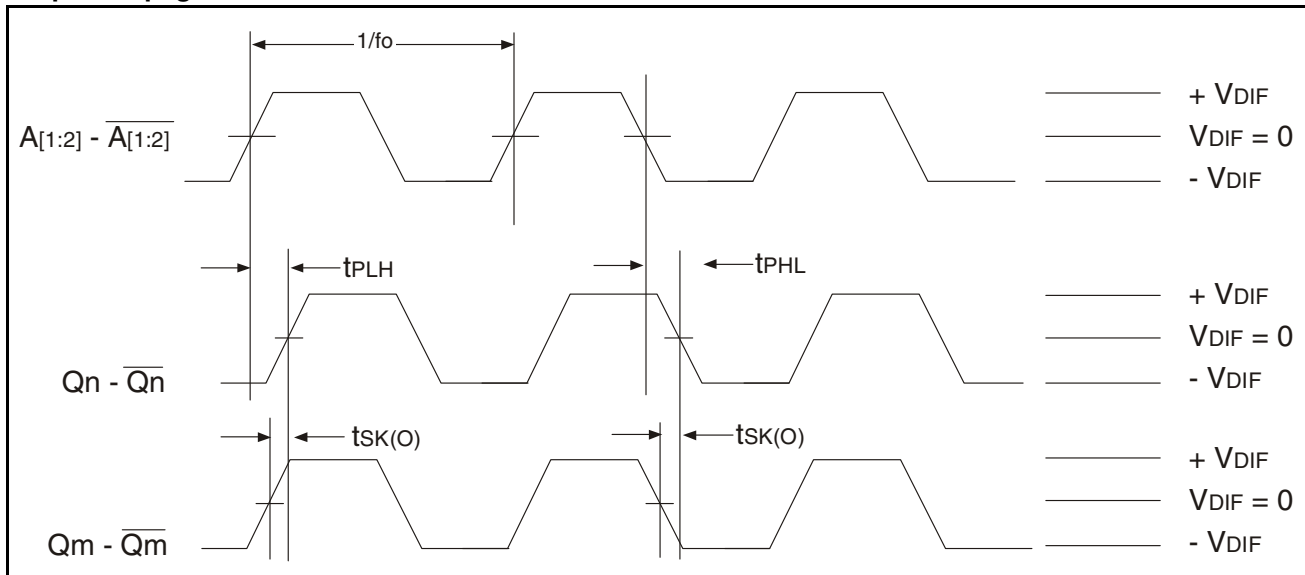 1/fo
A[1:2] - A[1:2]
+ VDIF
VDIF = 0
- VDIF
tPLH
tPHL
+ VDIF
VDIF = 0
- VDIF
Qn - Qn
tSK(O)
tSK(O)
+ VDIF
VDIF = 0
- VDIF
Qm - Qm